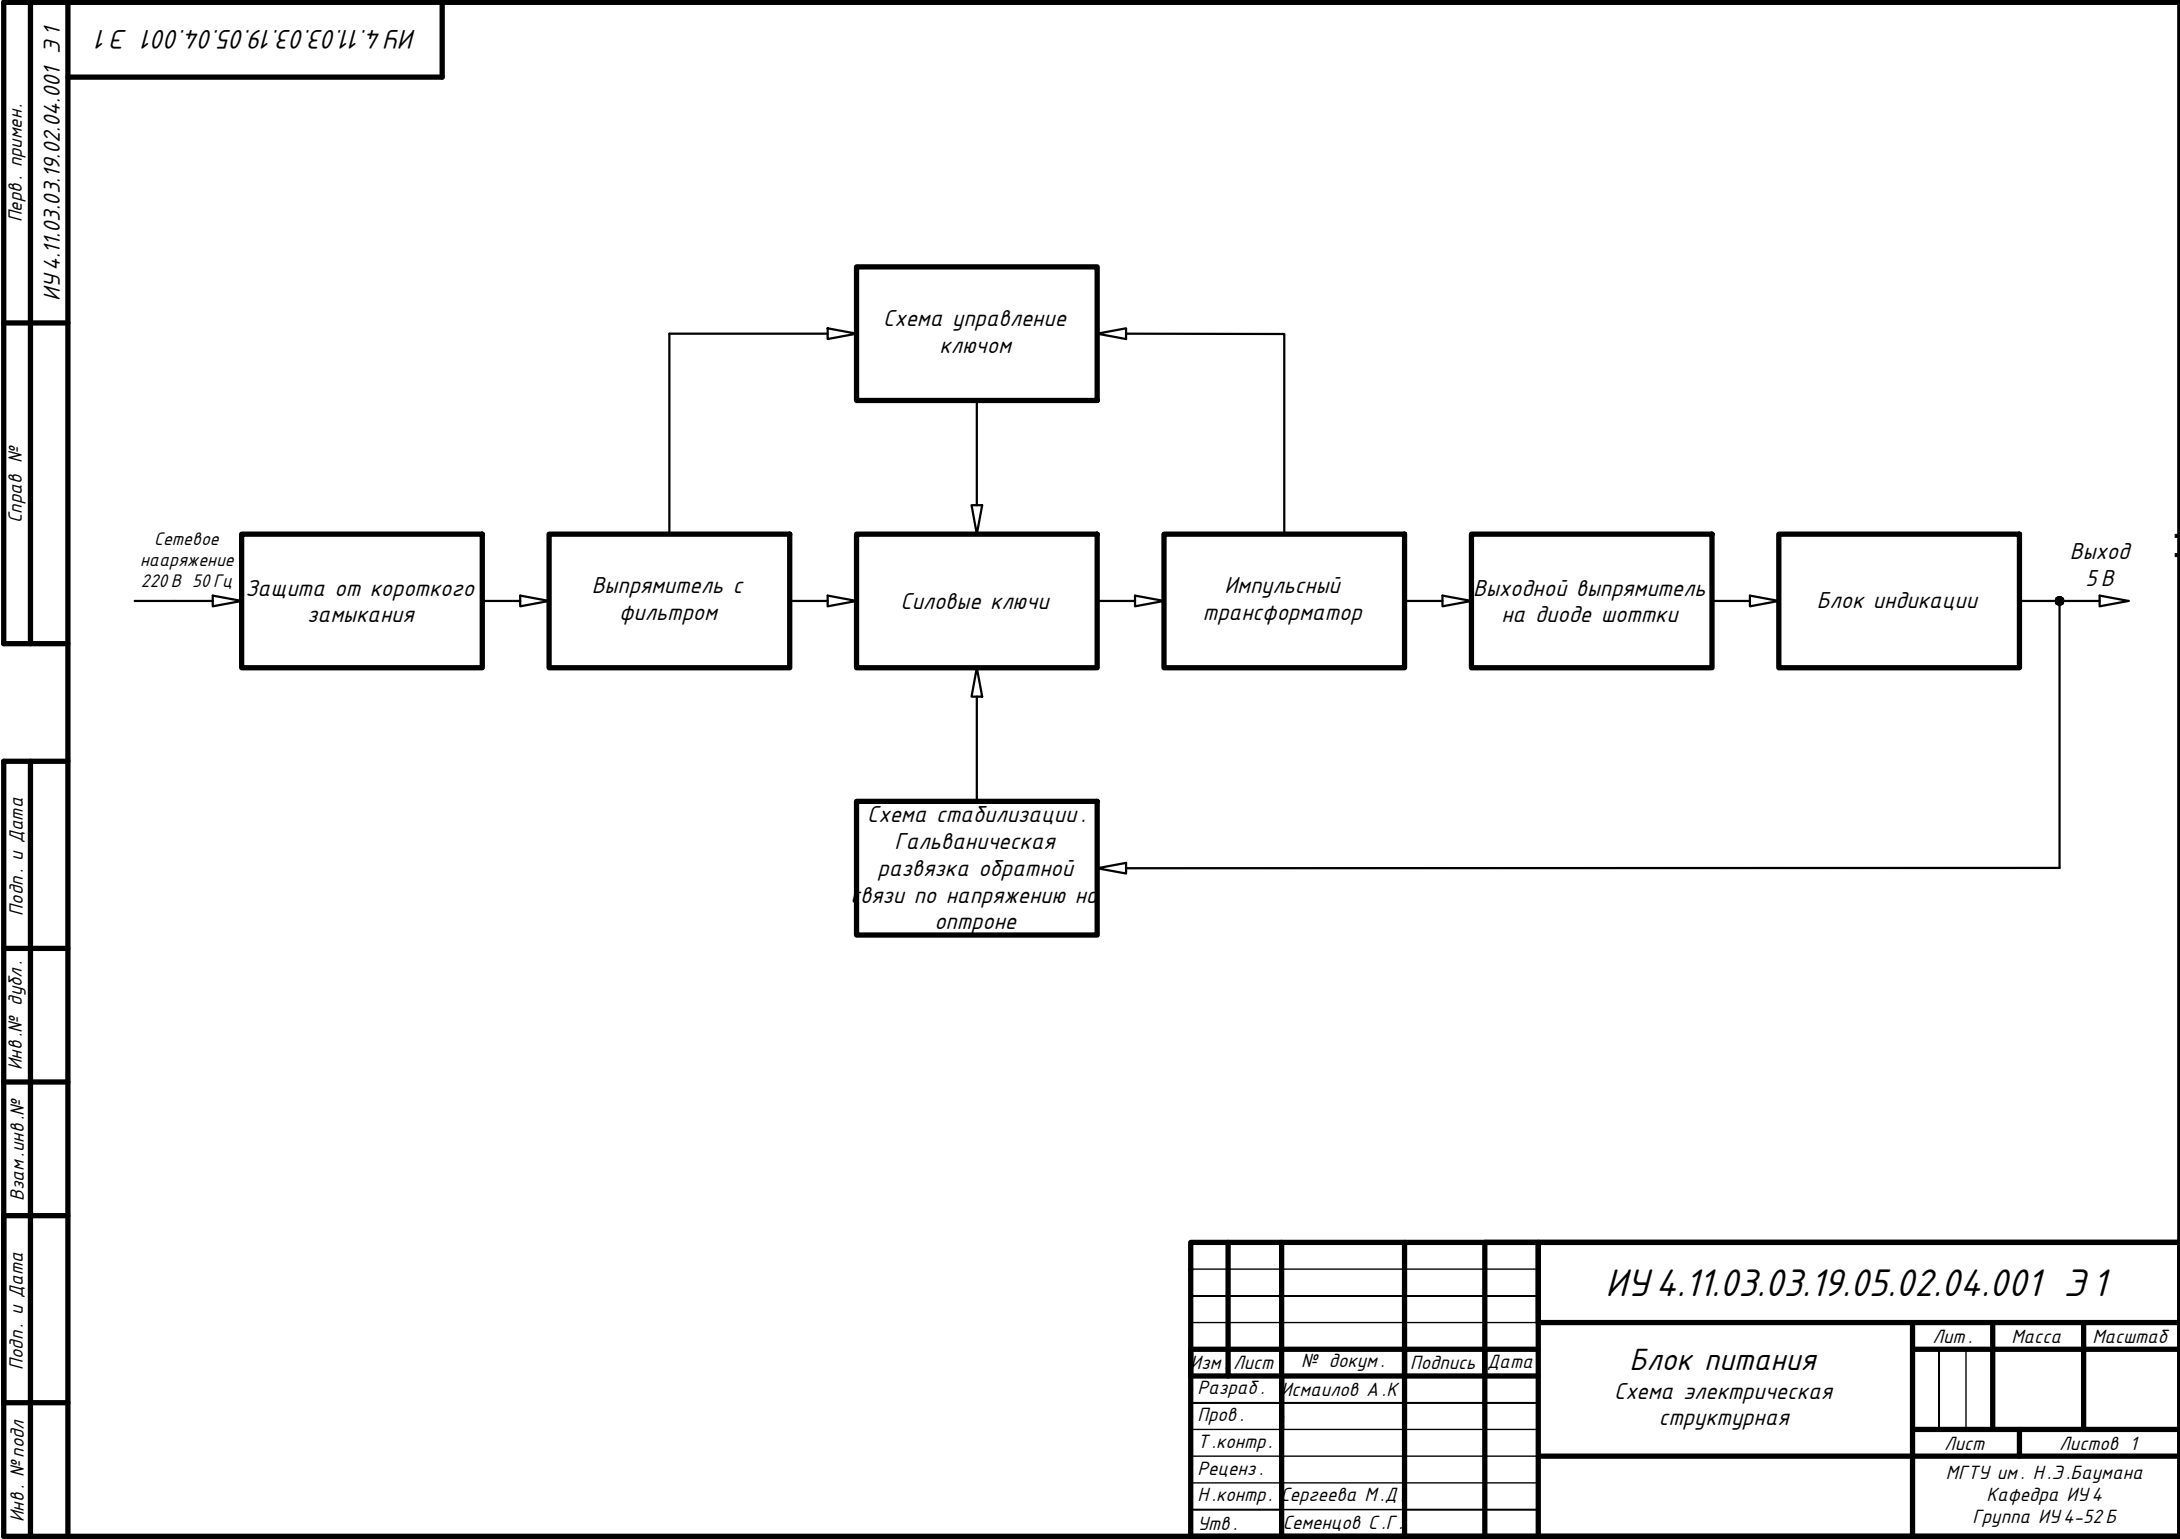 ИУ 4.11.03.03.19.05.04.001 Э 1
Перв. примен.
ИУ 4.11.03.03.19.02.04.001 Э 1
Справ №
Подп. и Дата
Инв.№ дубл.
Взам.инв.№
Подп. и Дата
Инв. № подл
Схема управление
ключом
Сетевое
нааряжение
220 В 50 Гц
Защита от короткого
замыкания
Выпрямитель с
фильтром
Силовые ключи
Импульсный
трансформатор
Выходной выпрямитель
на диоде шоттки
Блок индикации
Выход
5 В
Схема стабилизации.
Гальваническая
развязка обратной
связи по напряжению на
оптроне
ИУ 4.11.03.03.19.05.02.04.001 Э 1
Изм Лист № докум. Подпись Дата
Разраб. Исмаилов А.К
Пров.
Т.контр.
Реценз.
Н.контр. Сергеева М.Д
Утв. Семенцов С.Г.
Блок питания
Схема электрическая
структурная
Лит. Масса Масштаб
Лист Листов 1
МГТУ им. Н.Э.Баумана
Кафедра ИУ 4
Группа ИУ 4-52 Б